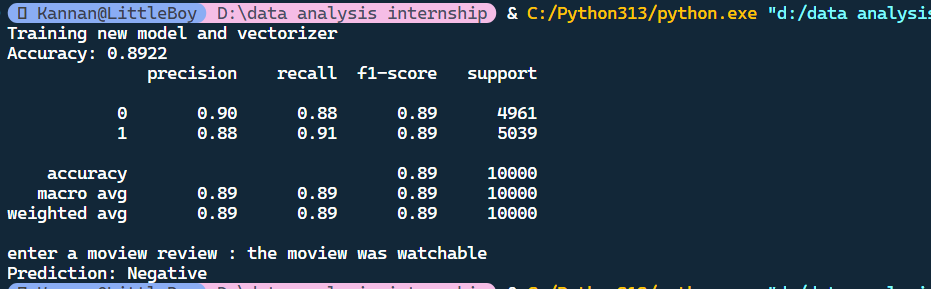 Kannan@LittleBoy D:\data analysis internship & C:/Python313/python.exe "d:/data analysis
Training new model and vectorizer
Accuracy: 0.8922
precision recall f1-score support
0 0.90 0.88 0.89 4961
1 0.88 0.91 0.89 5039
accuracy 0.89 10000
macro avg 0.89 0.89 0.89 10000
weighted avg 0.89 0.89 0.89 10000
enter a moview review : the moview was watchable
Prediction: Negative